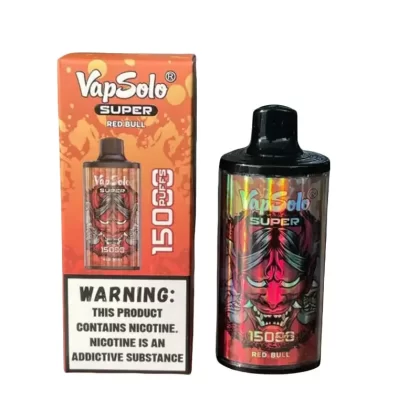 VapSolo®
SUPER
RED BULL
15000 PUFFS
VapSolo
SUPER
15000
WARNING:
THIS PRODUCT
CONTAINS NICOTINE.
NICOTINE IS AN
ADDICTIVE SUBSTANCE
VapSolo
SUPER
15000
RED BULL